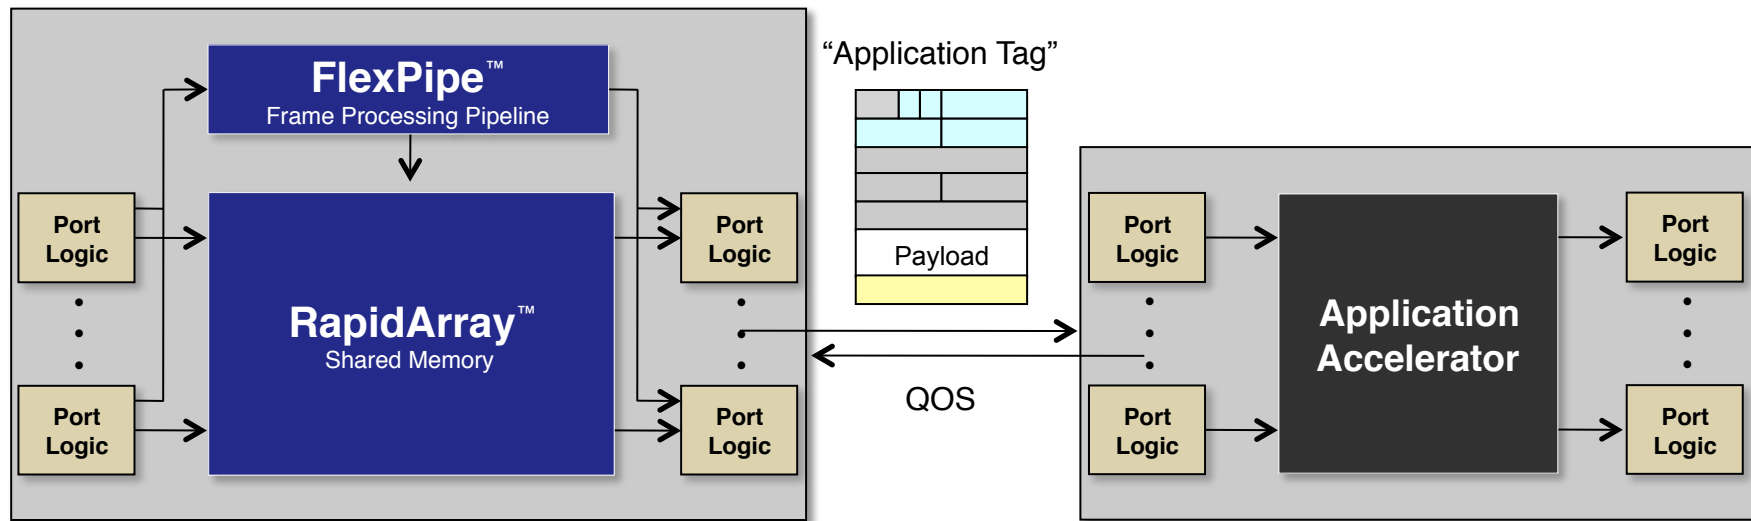 FlexPipe™
Frame Processing Pipeline
Port
Logic
Port
Logic
RapidArray™
Shared Memory
Port
Logic
Port
Logic
“Application Tag”
Payload
QOS
Port
Logic
Port
Logic
Application
Accelerator
Port
Logic
Port
Logic